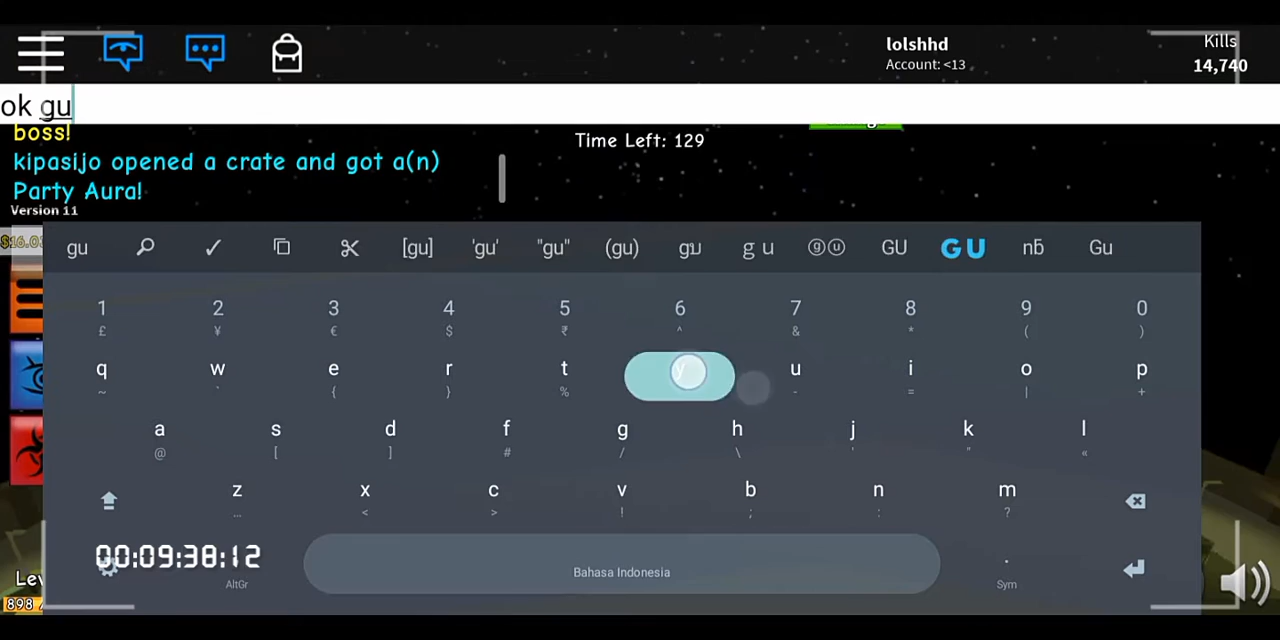 lolshhd
Account: <13
Kills
14,740
ok gu
boss!
Time Left: 129
kipasijo opened a crate and got a(n)
Party Aura!
Version 11
gu [gu] 'gu' "gu" (gu) gu g u ⓖⓤ GU GU Gu
1 2 3 4 5 6 7 8 9 0
£ ¥ € $ ₹ ^ & * ( )
q w e r t y u i o p
~ ` { } % - = | +
a s d f g h j k l
@ [ ] # / \ ' " «
z x c v b n m
… < > ! ; : ?
00:09:38:12
Bahasa Indonesia
.
AltGr
Sym
898